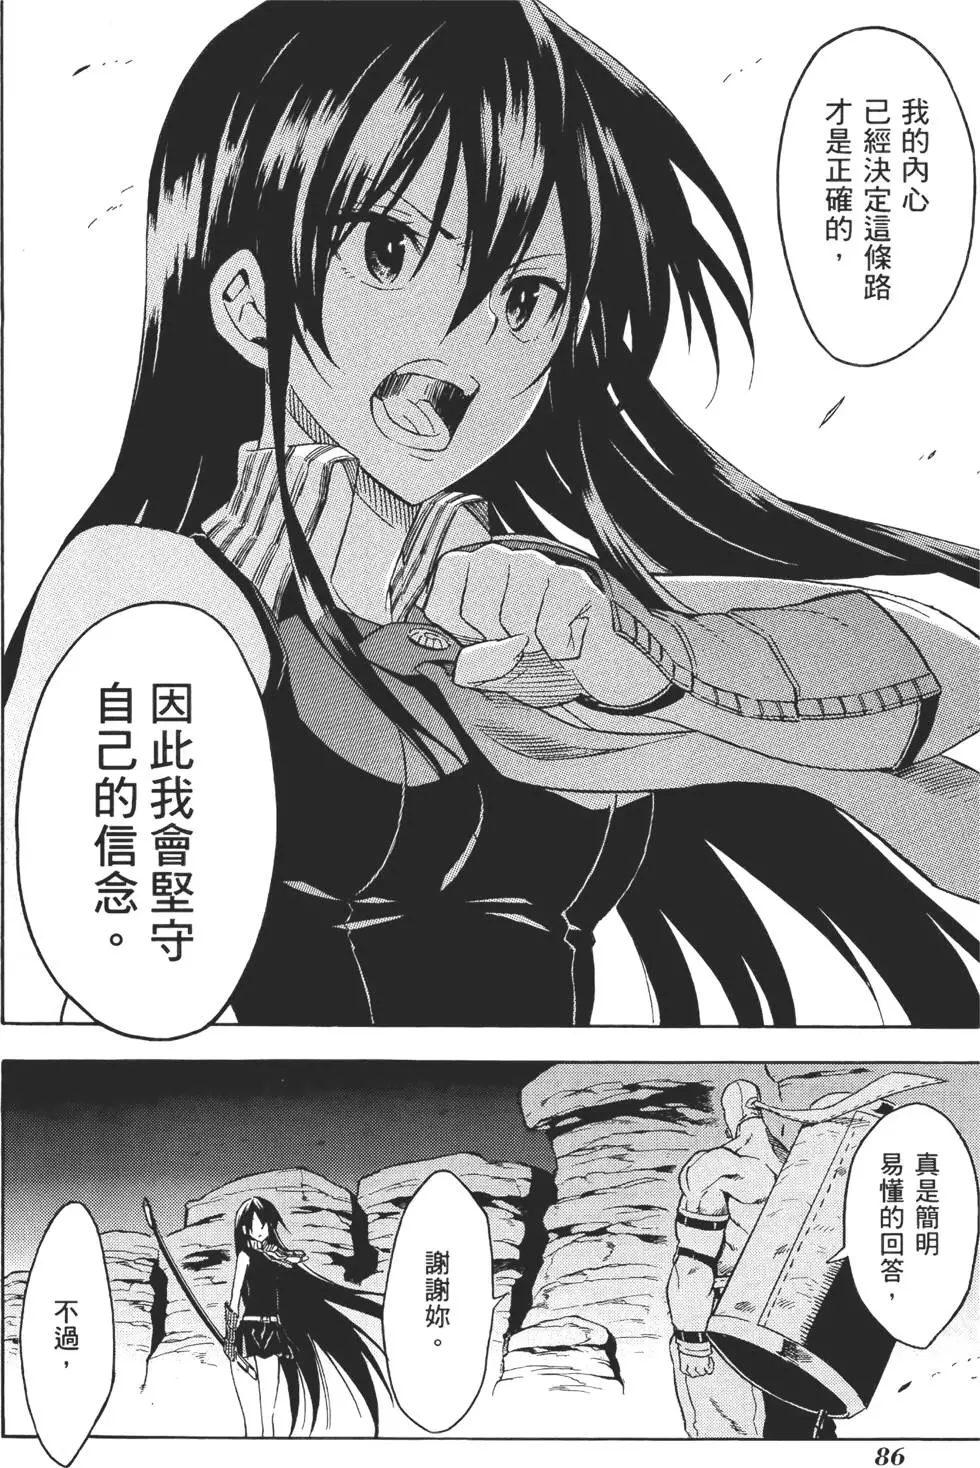 我的內心
已經決定這條路
才是正確的，
因此我會堅守
自己的信念。
真是簡明
易懂的回答，
謝謝妳。
不過，
86